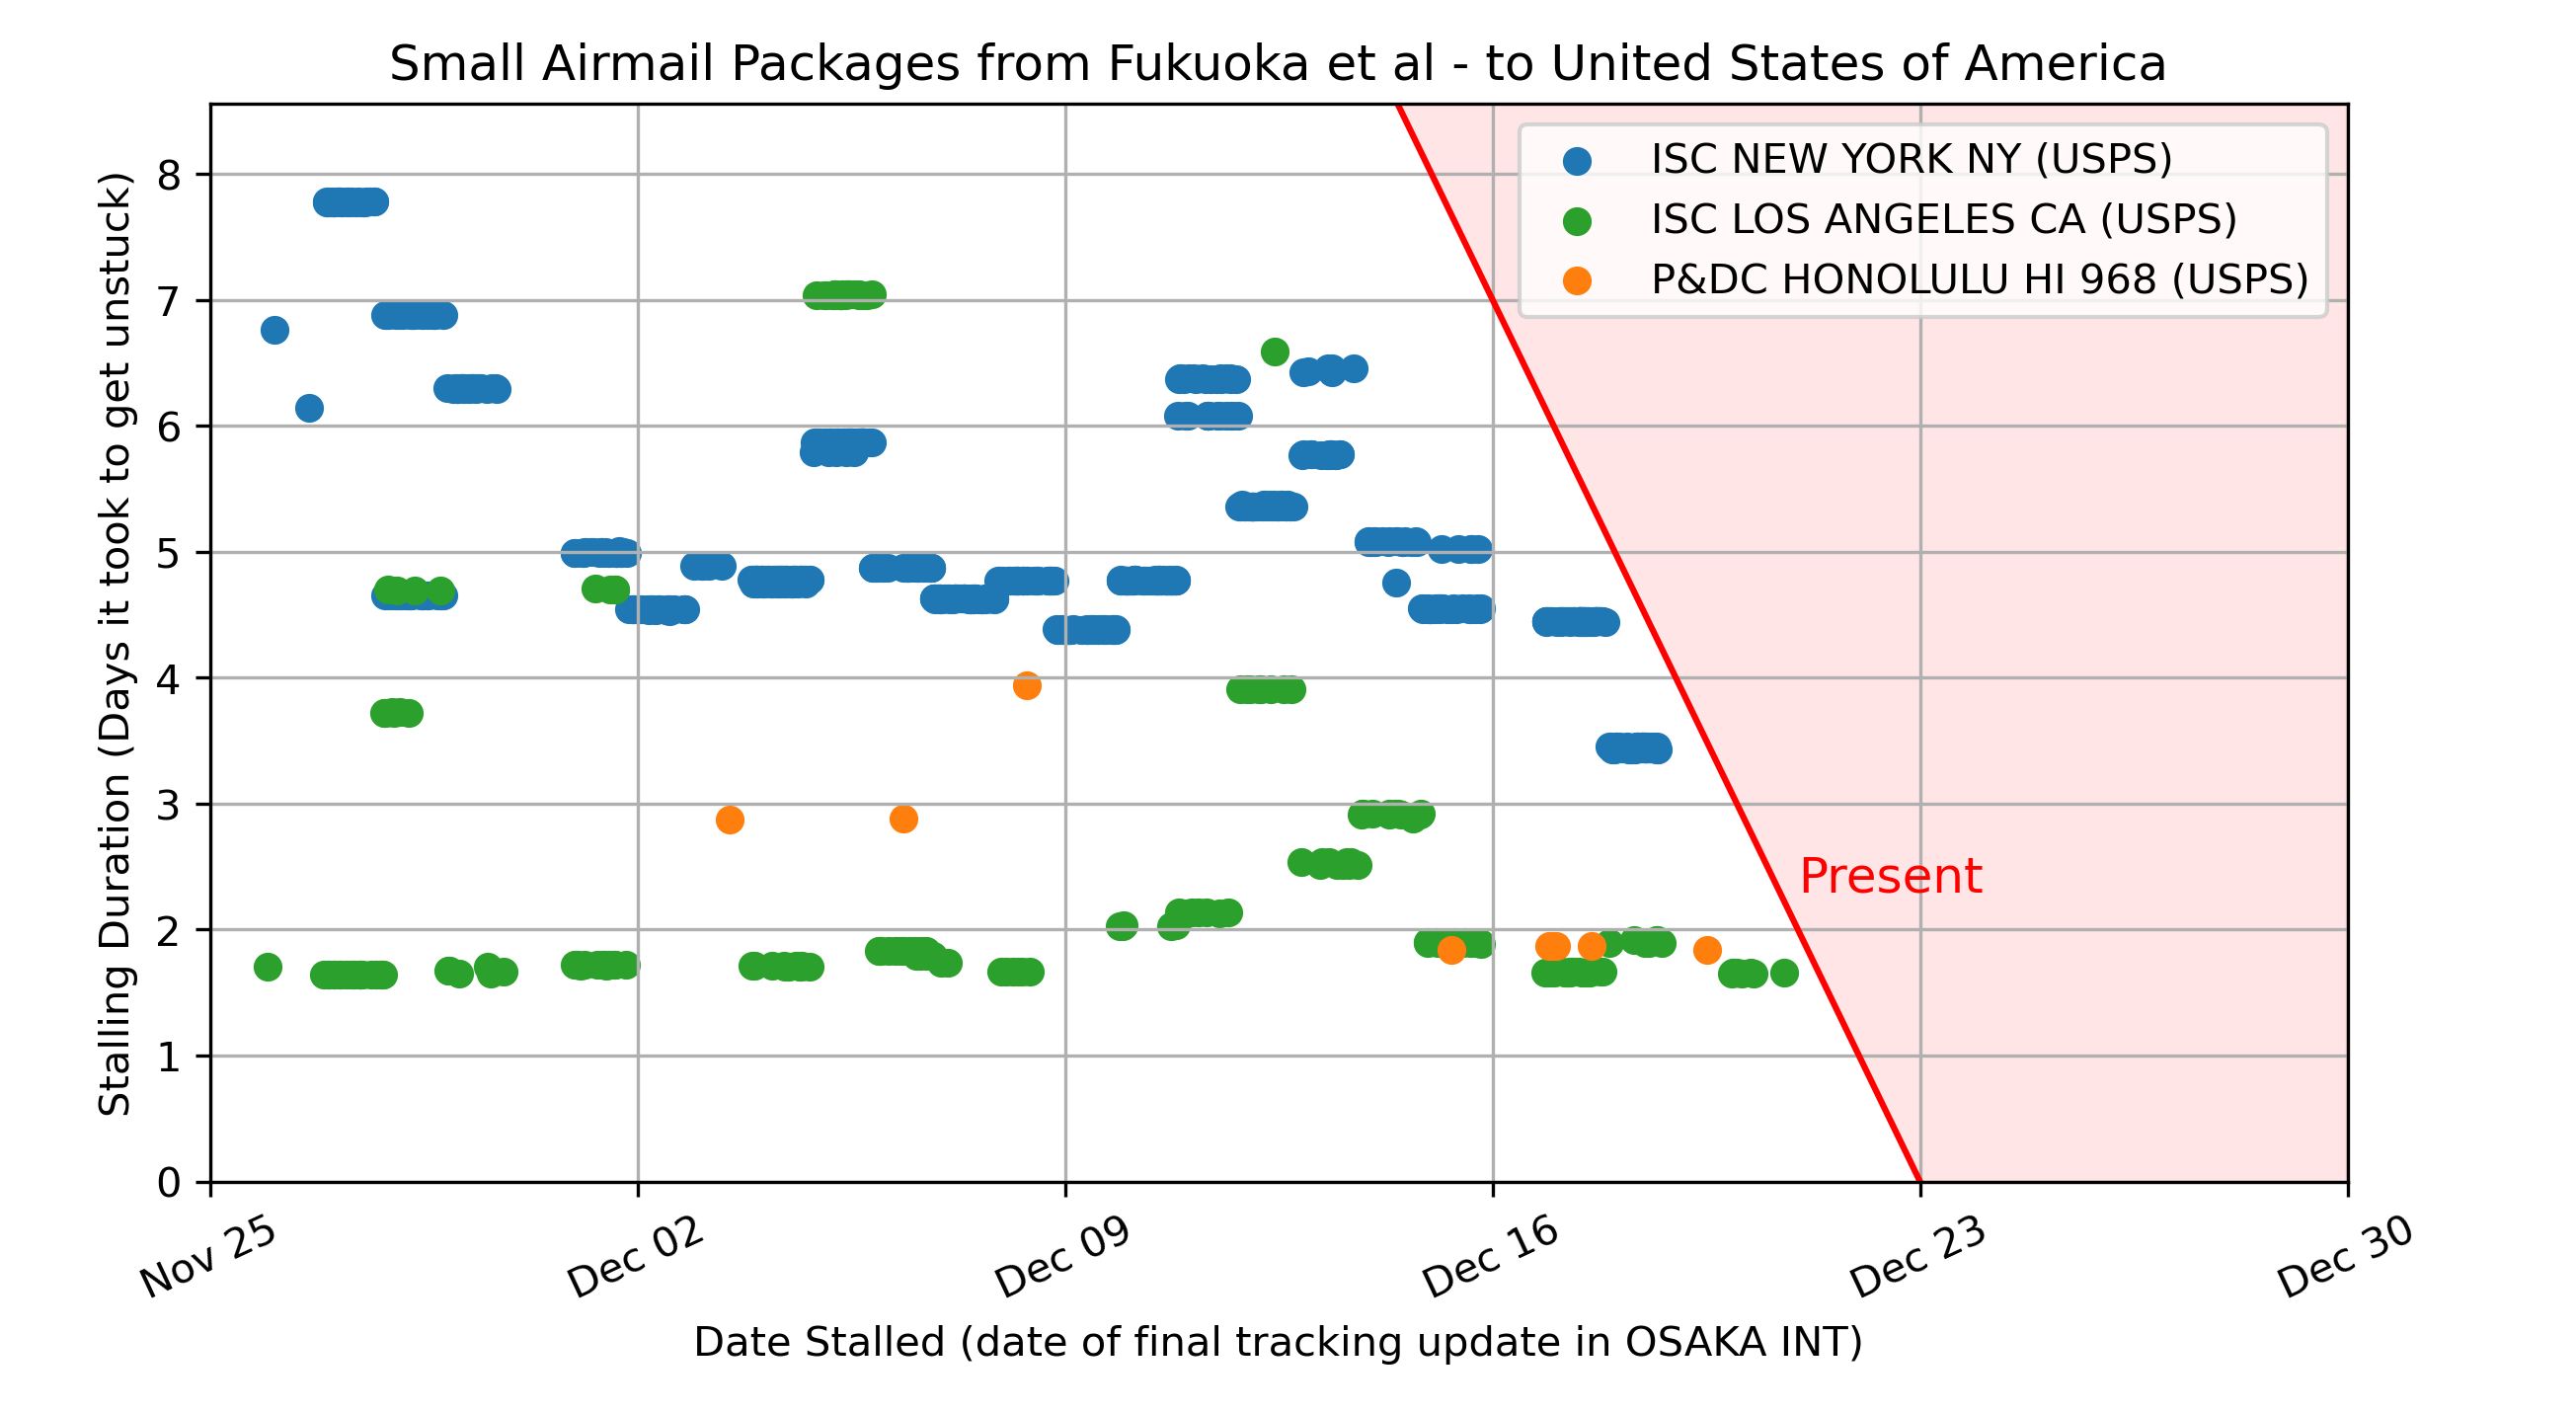 Small Airmail Packages from Fukuoka et al - to United States of America
Stalling Duration (Days it took to get unstuck)
8
7
6
5
4
3
2
1
0
ISC NEW YORK NY (USPS)
ISC LOS ANGELES CA (USPS)
P&DC HONOLULU HI 968 (USPS)
Present
Nov 25
Dec 02
Dec 09
Dec 16
Dec 23
Dec 30
Date Stalled (date of final tracking update in OSAKA INT)